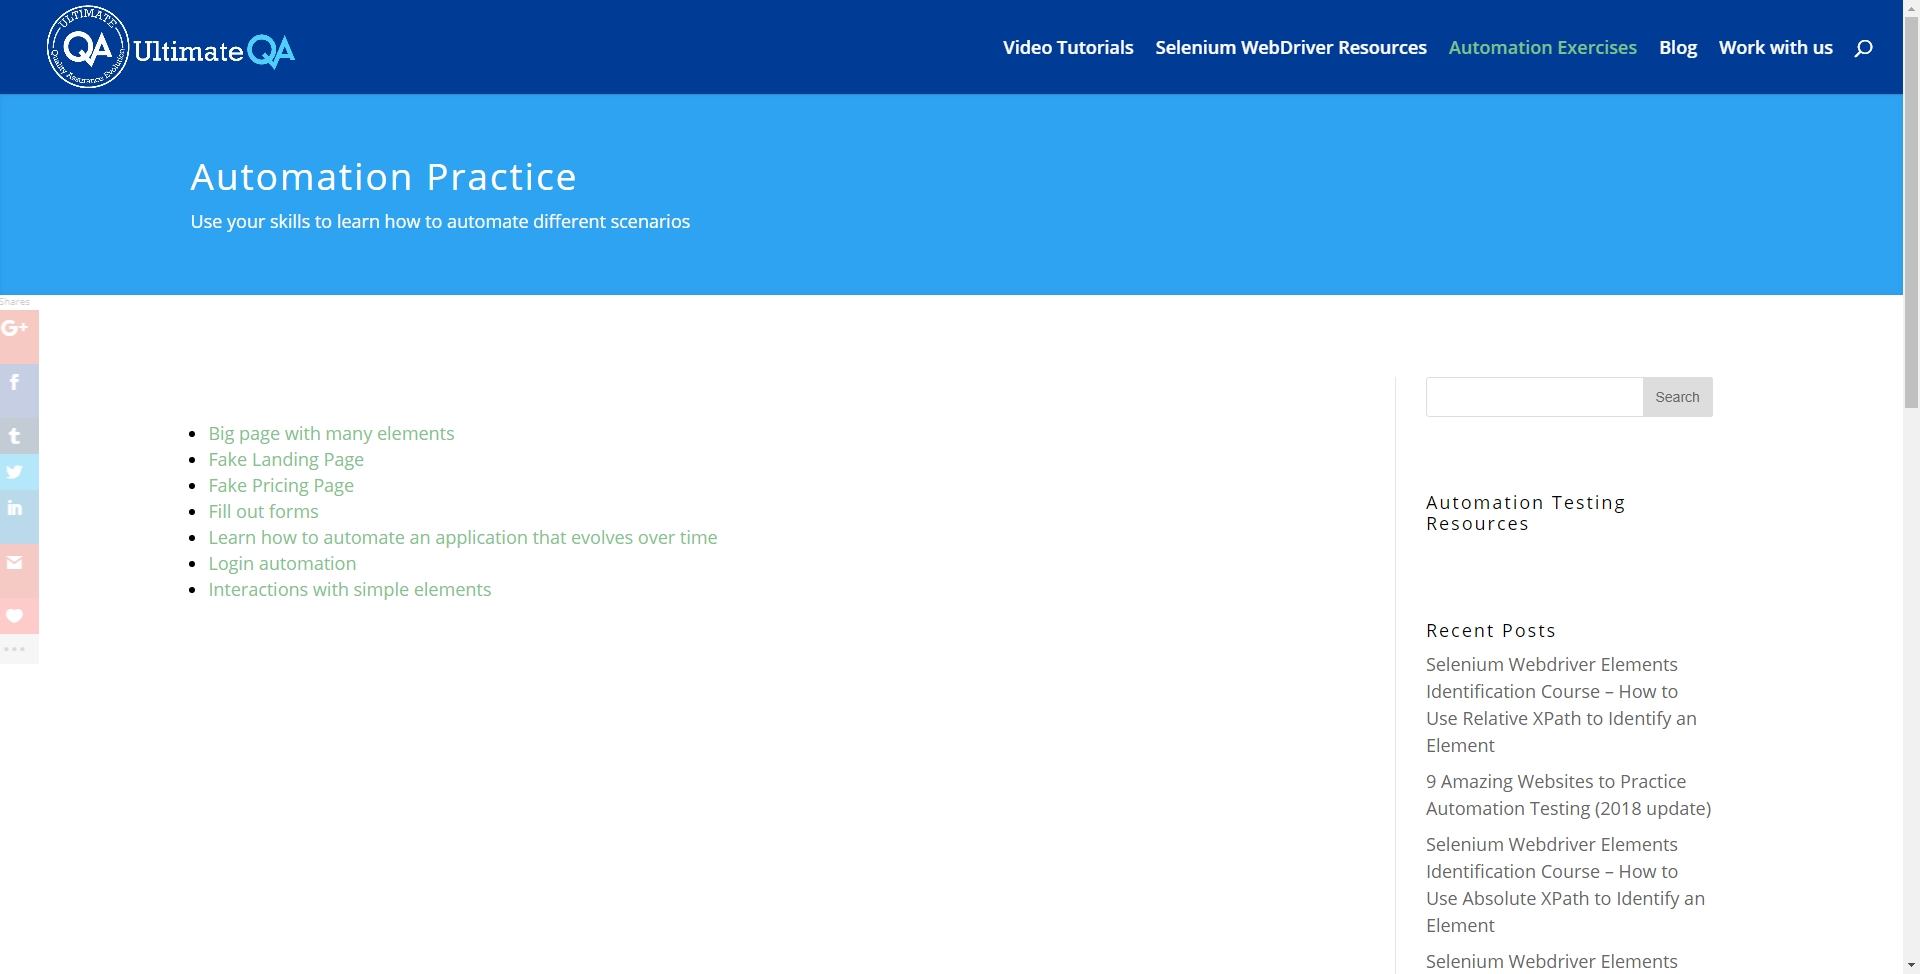 ULTIMATE
QA
Quality Assurance Evolution
UltimateQA
Video Tutorials
Selenium WebDriver Resources
Automation Exercises
Blog
Work with us
Automation Practice
Use your skills to learn how to automate different scenarios
Shares
G+
f
t
in
Big page with many elements
Fake Landing Page
Fake Pricing Page
Fill out forms
Learn how to automate an application that evolves over time
Login automation
Interactions with simple elements
Search
Automation Testing
Resources
Recent Posts
Selenium Webdriver Elements
Identification Course – How to
Use Relative XPath to Identify an
Element
9 Amazing Websites to Practice
Automation Testing (2018 update)
Selenium Webdriver Elements
Identification Course – How to
Use Absolute XPath to Identify an
Element
Selenium Webdriver Elements